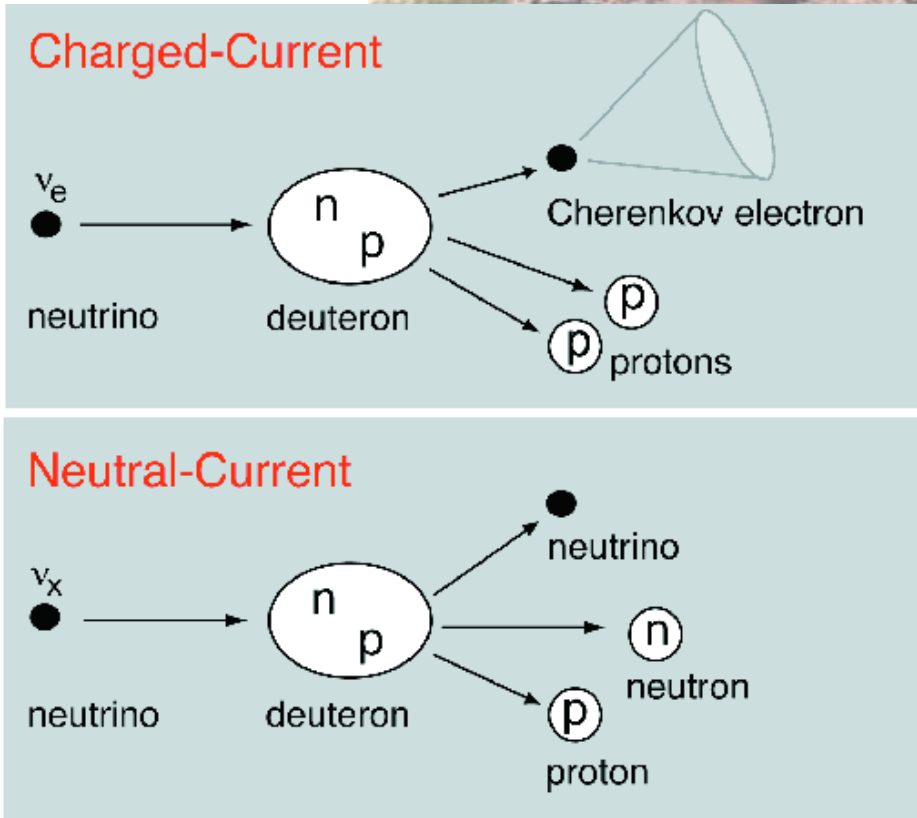 Charged-Current
νe
n
p
Cherenkov electron
neutrino
deuteron
p
p
protons
Neutral-Current
neutrino
νx
n
p
n
neutron
neutrino
deuteron
p
proton